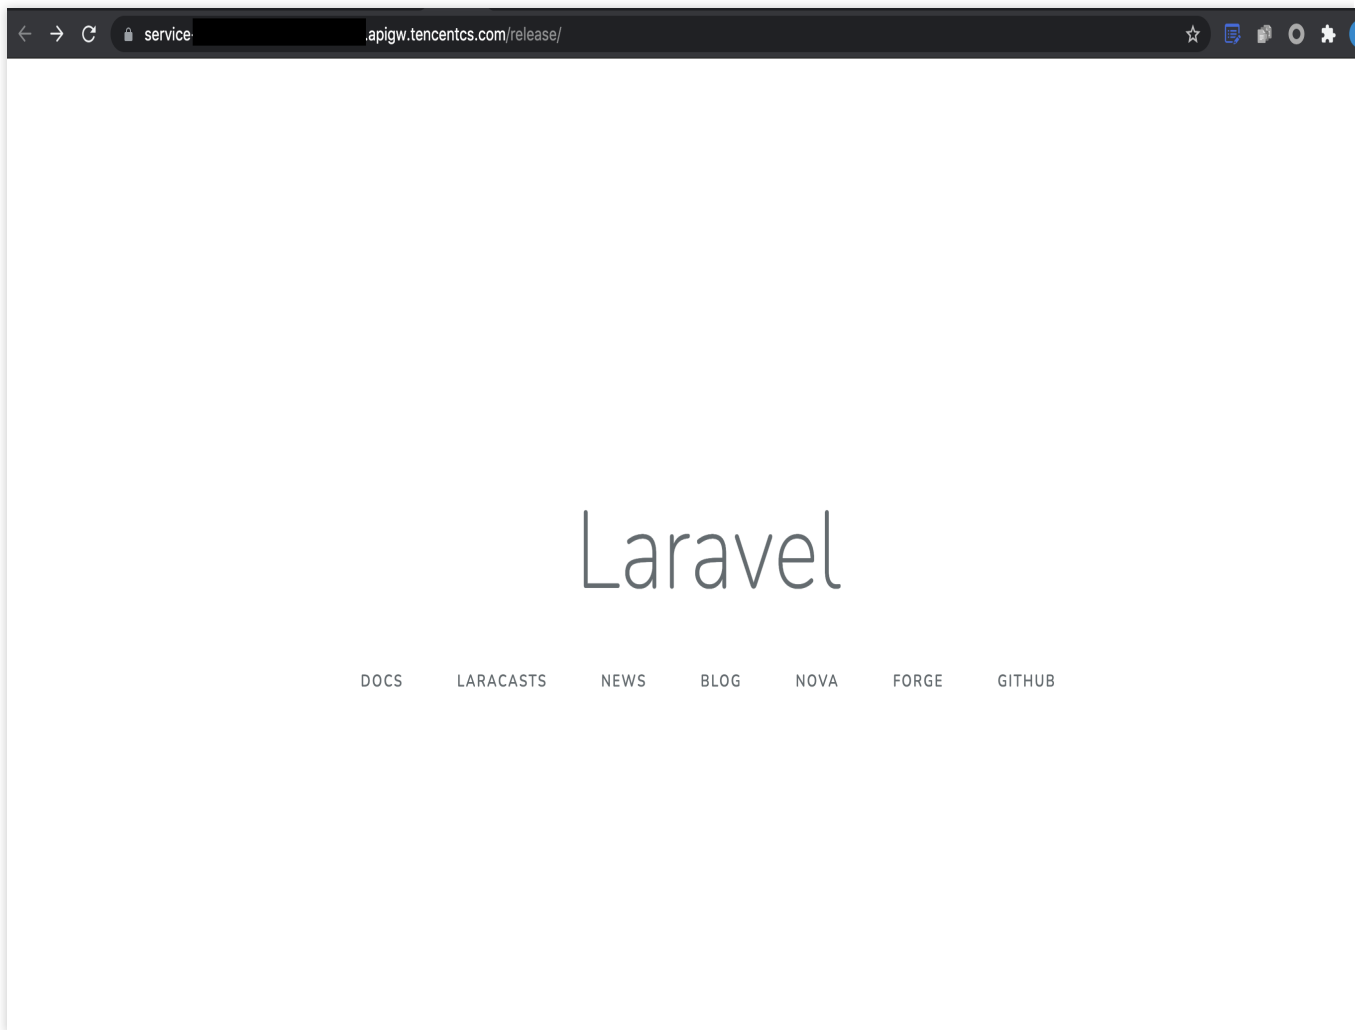 service- .apigw.tencentcs.com/release/
Laravel
DOCS LARACASTS NEWS BLOG NOVA FORGE GITHUB